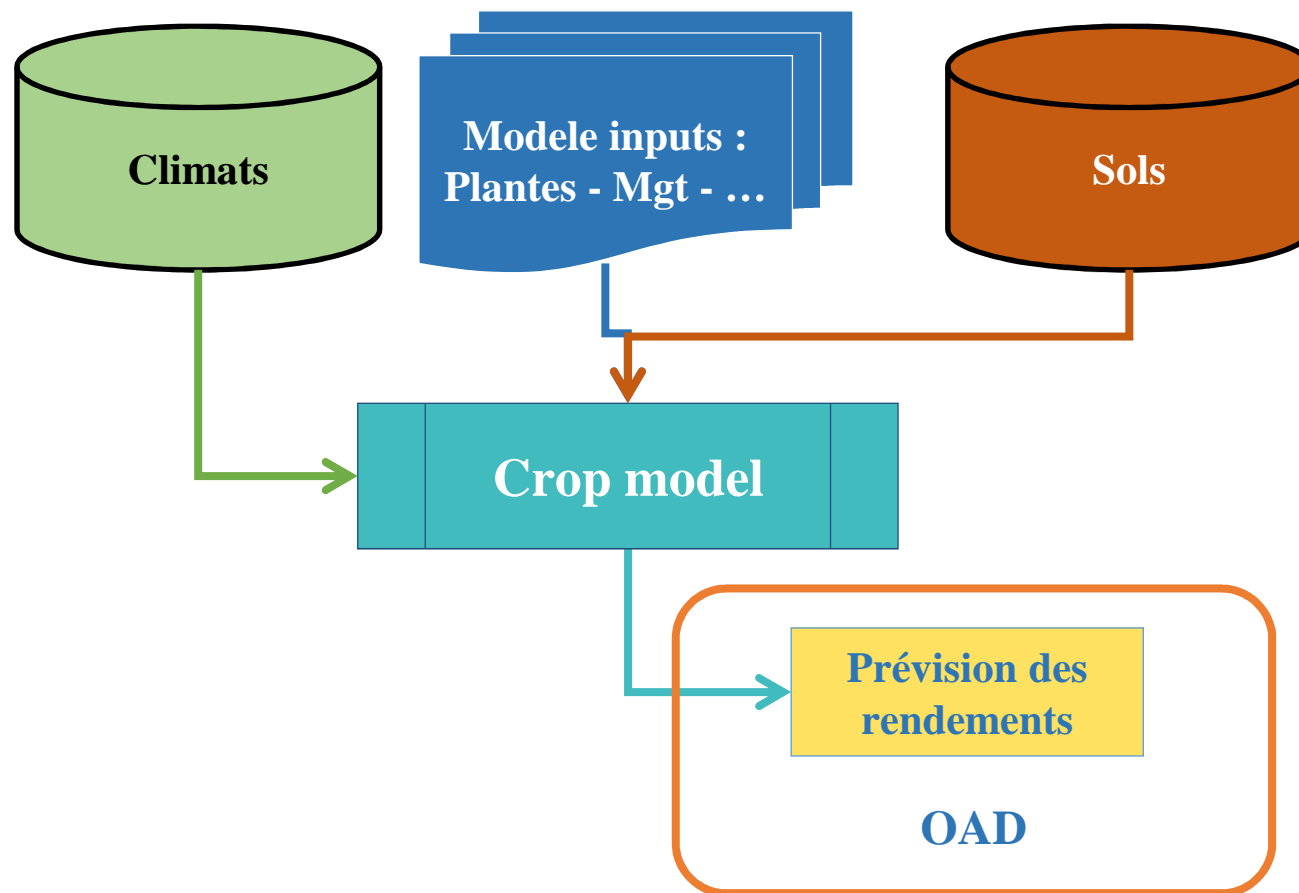 Climats
Modele inputs :
Plantes - Mgt - …
Sols
Crop model
Prévision des
rendements
OAD